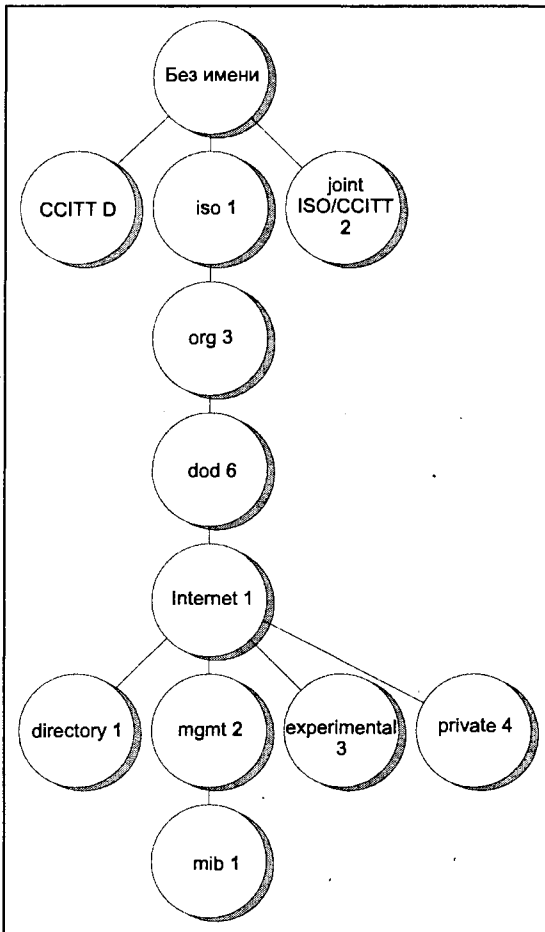 Без имени
CCITT D
iso 1
joint
ISO/CCITT
2
org 3
dod 6
Internet 1
directory 1
mgmt 2
experimental
3
private 4
mib 1